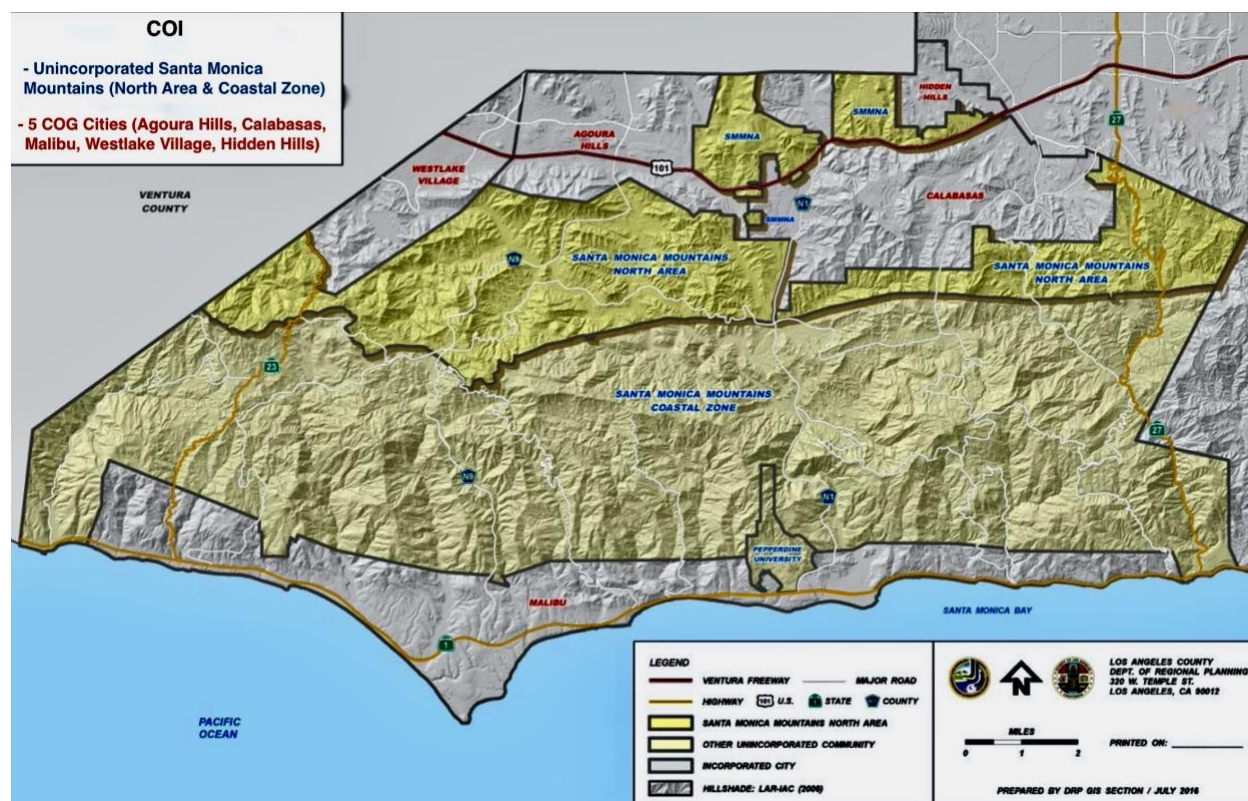 COI
- Unincorporated Santa Monica
Mountains (North Area & Coastal Zone)
- 5 COG Cities (Agoura Hills, Calabasas,
Malibu, Westlake Village, Hidden Hills)
HIDDEN
HILLS
SMMNA
SMMNA
27
AGOURA
HILLS
101
WESTLAKE
VILLAGE
VENTURA
COUNTY
CALABASAS
N1
SMMNA
SANTA MONICA MOUNTAINS
NORTH AREA
SANTA MONICA MOUNTAINS
NORTH AREA
23
SANTA MONICA MOUNTAINS
COASTAL ZONE
27
N1
PEPPERDINE
UNIVERSITY
MALIBU
SANTA MONICA BAY
1
PACIFIC
OCEAN
LEGEND
VENTURA FREEWAY
MAJOR ROAD
HIGHWAY 101 U.S. STATE COUNTY
SANTA MONICA MOUNTAINS NORTH AREA
OTHER UNINCORPORATED COMMUNITY
INCORPORATED CITY
HILLSHADE: LAR-IAC (2006)
N
LOS ANGELES COUNTY
DEPT. OF REGIONAL PLANNING
320 W. TEMPLE ST.
LOS ANGELES, CA 90012
MILES
0 1 2
PRINTED ON:
PREPARED BY DRP GIS SECTION / JULY 2016